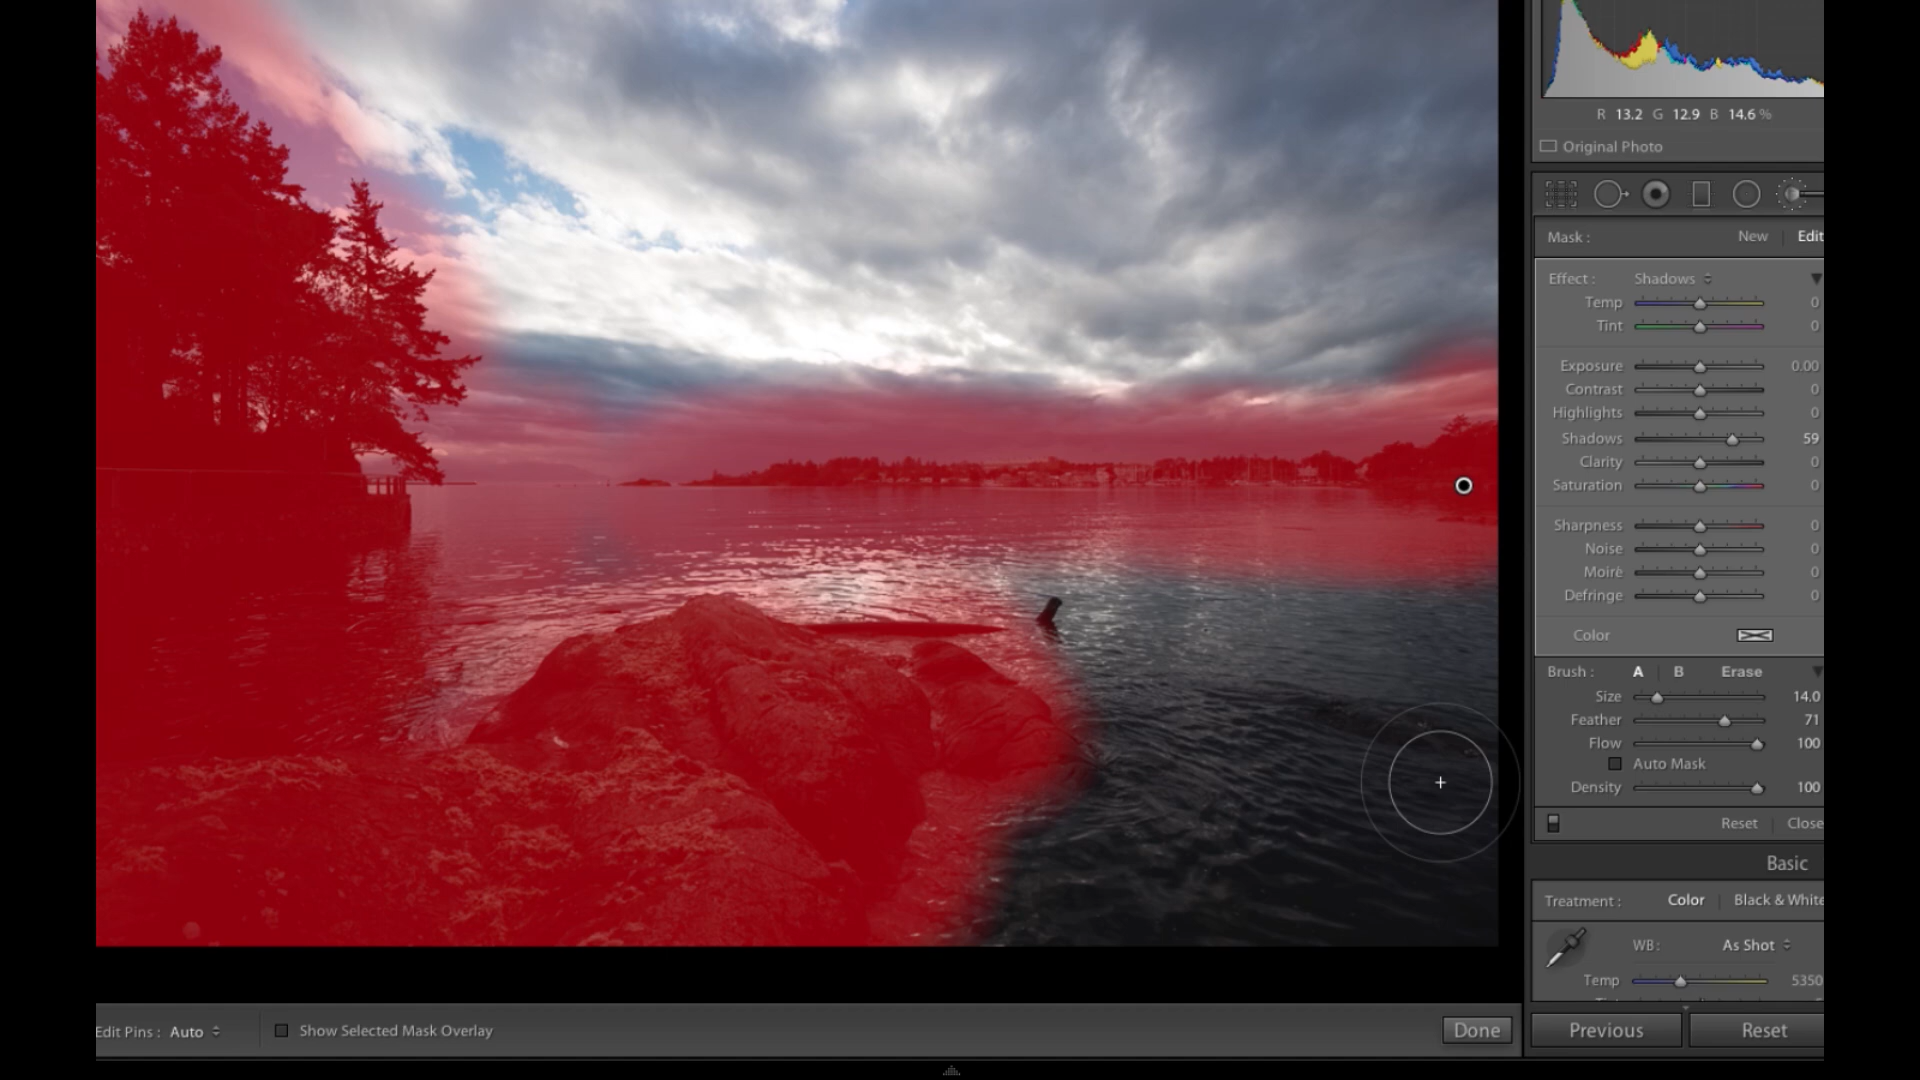 R 13.2 G 12.9 B 14.6 %
Original Photo
Mask : New Edit
Effect : Shadows
Temp 0
Tint 0
Exposure 0.00
Contrast 0
Highlights 0
Shadows 59
Clarity 0
Saturation 0
Sharpness 0
Noise 0
Moiré 0
Defringe 0
Color
Brush : A B Erase
Size 14.0
Feather 71
Flow 100
Auto Mask
Density 100
Reset Close
Basic
Treatment : Color Black & White
WB : As Shot
Temp 5350
Edit Pins : Auto Show Selected Mask Overlay Done
Previous Reset